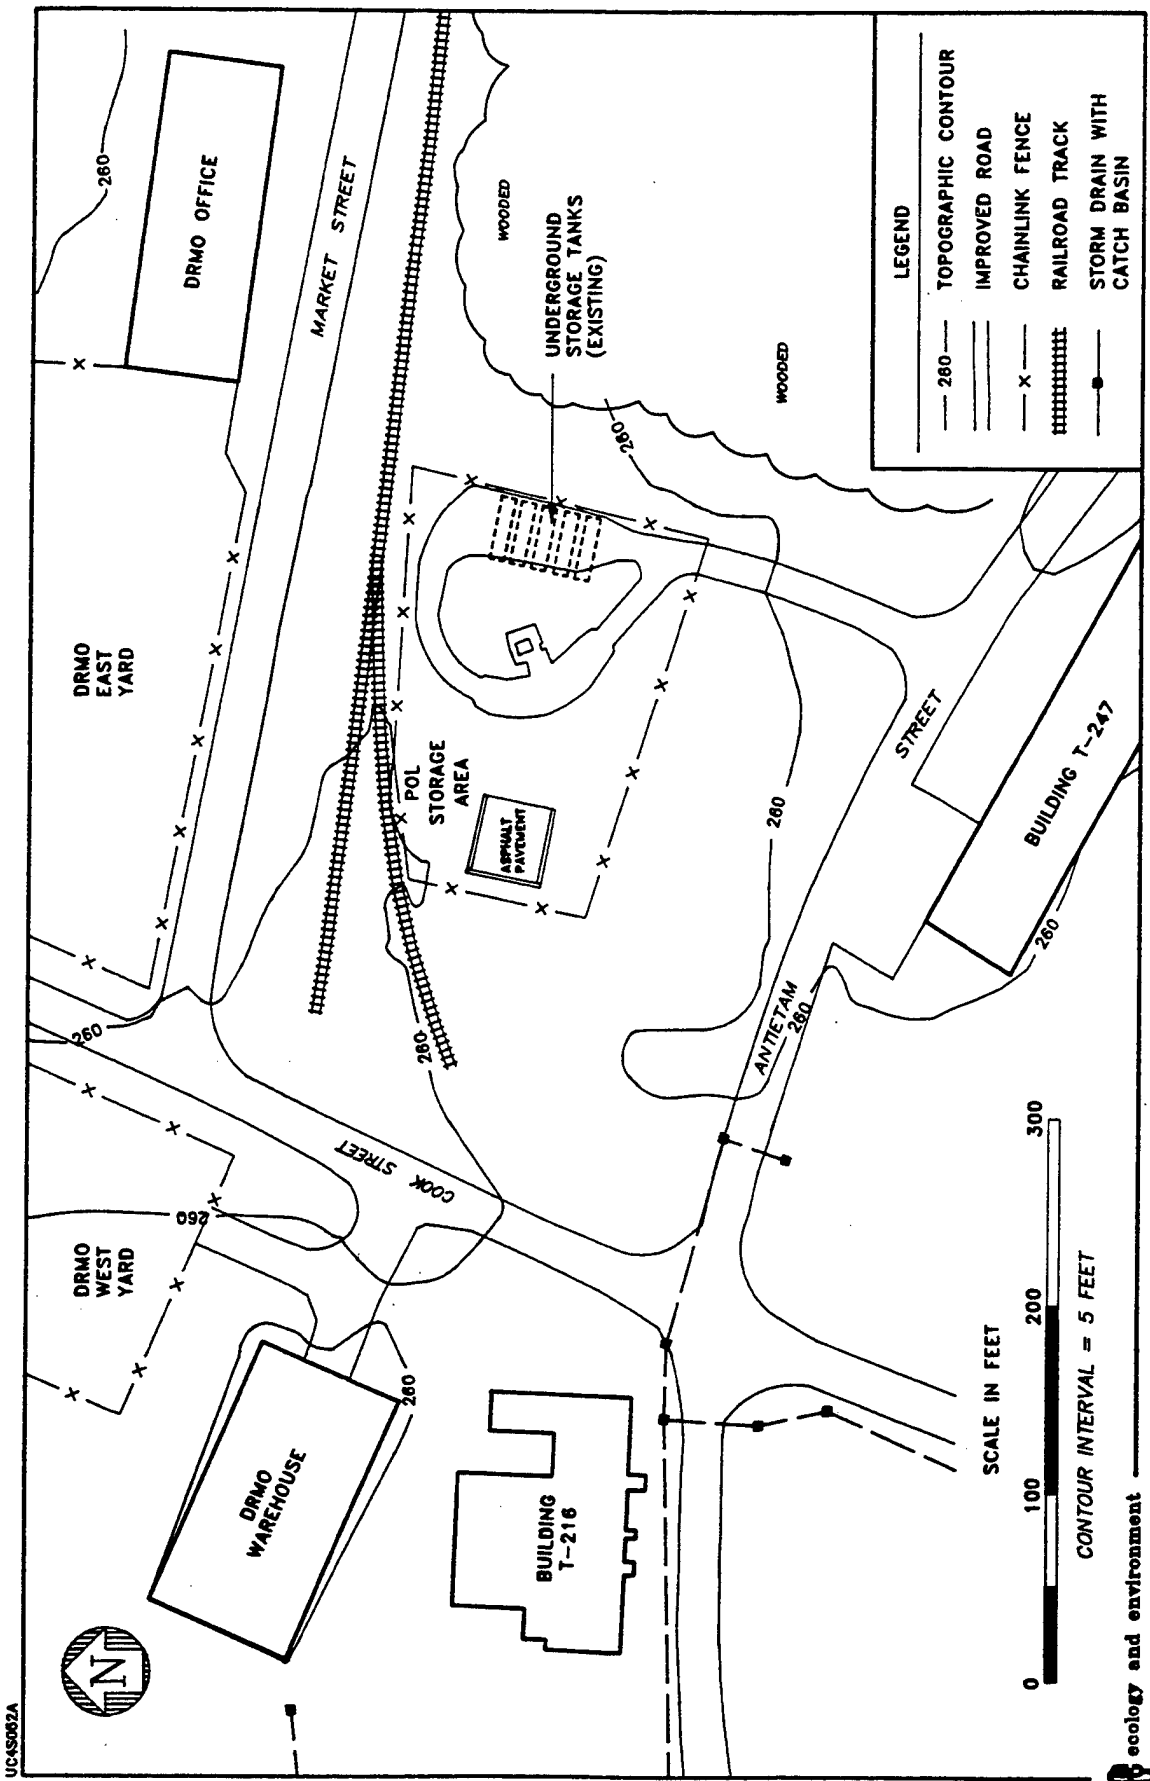 UC4S062A
N
DRMO
WAREHOUSE
DRMO
WEST
YARD
260
260
260
DRMO
EAST
YARD
DRMO OFFICE
260
MARKET STREET
COOK STREET
260
POL
STORAGE
AREA
ASPHALT
PAVEMENT
UNDERGROUND
STORAGE TANKS
(EXISTING)
WOODED
WOODED
260
260
BUILDING
T-216
ANTIETAM
STREET
260
BUILDING T-247
260
LEGEND
260 TOPOGRAPHIC CONTOUR
IMPROVED ROAD
X CHAINLINK FENCE
RAILROAD TRACK
STORM DRAIN WITH
CATCH BASIN
SCALE IN FEET
0 100 200 300
CONTOUR INTERVAL = 5 FEET
ecology and environment